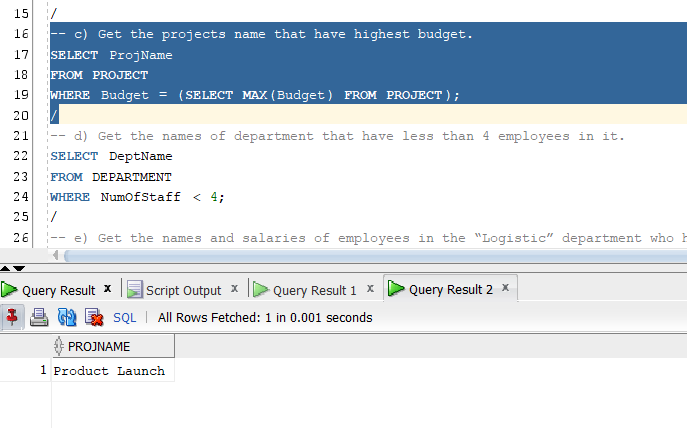 15 /
16 -- c) Get the projects name that have highest budget.
17 SELECT ProjName
18 FROM PROJECT
19 WHERE Budget = (SELECT MAX(Budget) FROM PROJECT);
20 /
21 -- d) Get the names of department that have less than 4 employees in it.
22 SELECT DeptName
23 FROM DEPARTMENT
24 WHERE NumOfStaff < 4;
25 /
26 -- e) Get the names and salaries of employees in the “Logistic” department who h
Query Result x Script Output x Query Result 1 x Query Result 2 x
SQL | All Rows Fetched: 1 in 0.001 seconds
PROJNAME
1 Product Launch